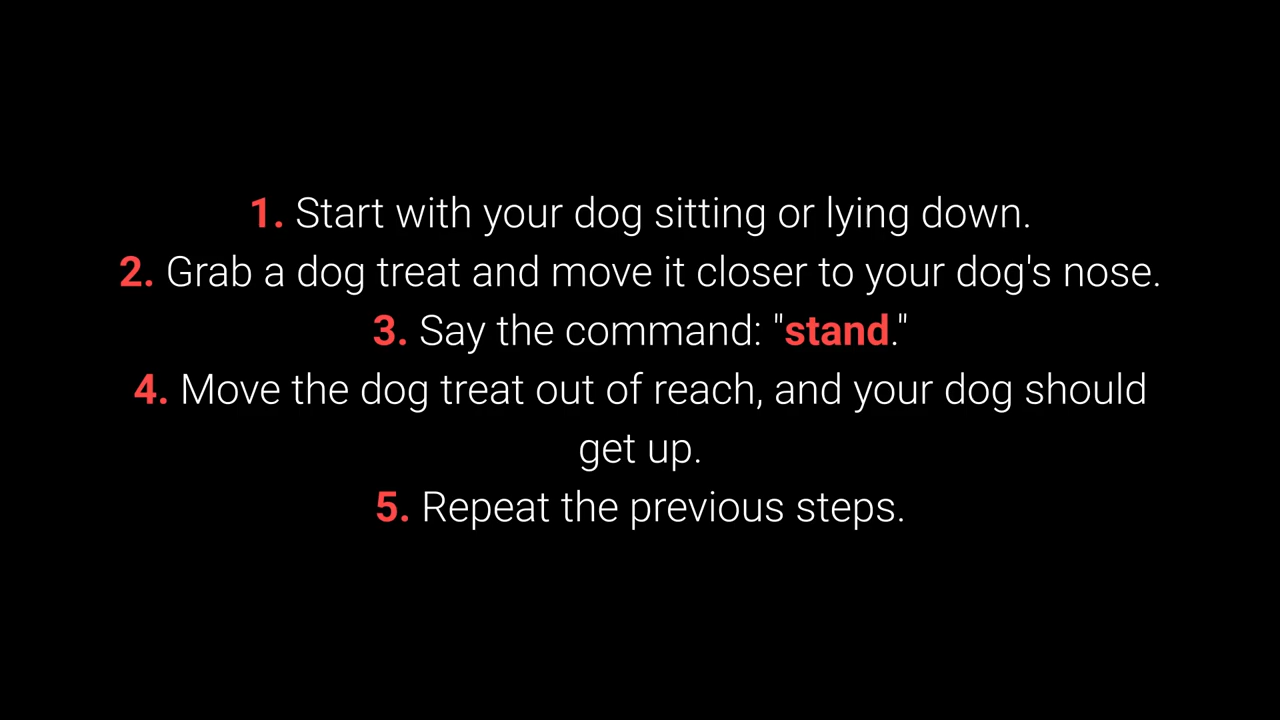 1. Start with your dog sitting or lying down.
2. Grab a dog treat and move it closer to your dog's nose.
3. Say the command: "stand."
4. Move the dog treat out of reach, and your dog should
get up.
5. Repeat the previous steps.